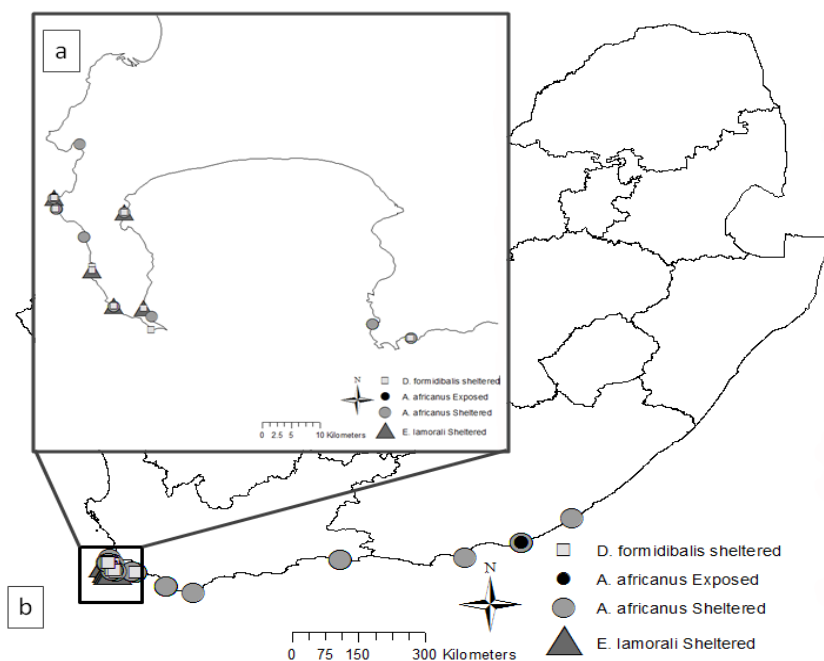 a
N
0 2.5 5 10 Kilometers
D. formidibalis sheltered
A. africanus Exposed
A. africanus Sheltered
E. lamorali Sheltered
b
N
0 75 150 300 Kilometers
D. formidibalis sheltered
A. africanus Exposed
A. africanus Sheltered
E. lamorali Sheltered